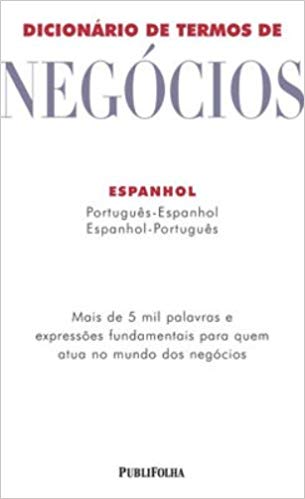 DICIONÁRIO DE TERMOS DE
NEGÓCIOS
ESPANHOL
Português-Espanhol
Espanhol-Português
Mais de 5 mil palavras e
expressões fundamentais para quem
atua no mundo dos negócios
PUBLIFOLHA